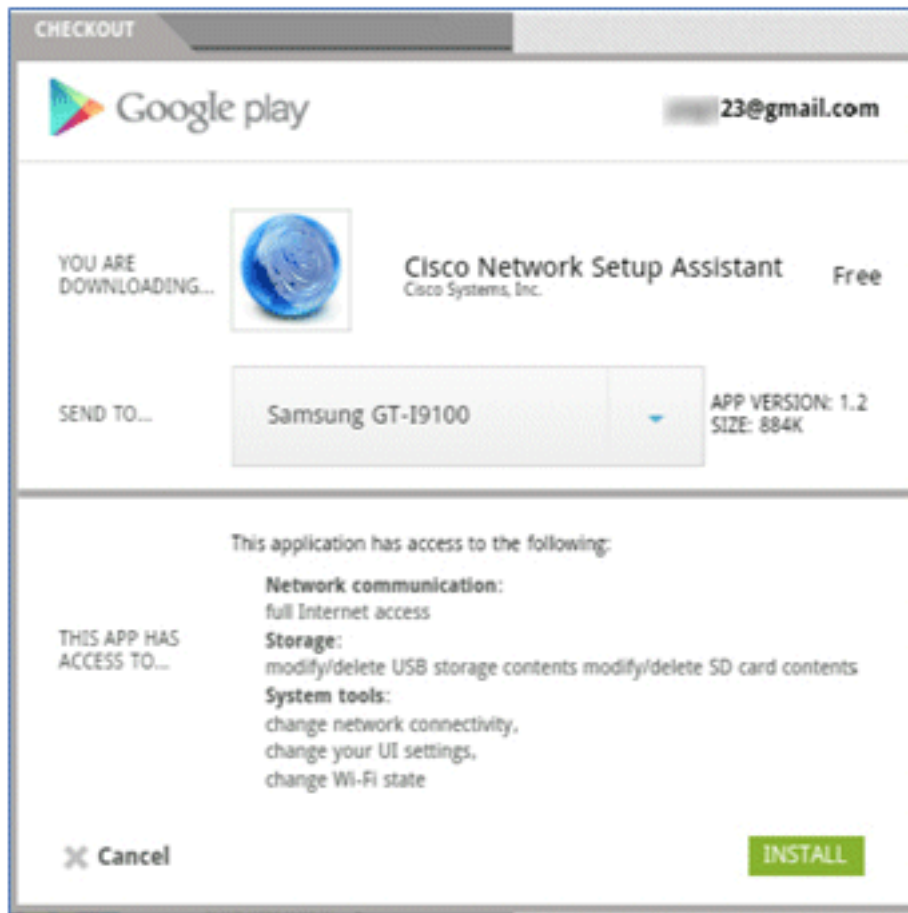 CHECKOUT
Google play
23@gmail.com
YOU ARE
DOWNLOADING...
Cisco Network Setup Assistant
Cisco Systems, Inc.
Free
SEND TO...
Samsung GT-I9100
APP VERSION: 1.2
SIZE: 884K
This application has access to the following:
THIS APP HAS
ACCESS TO...
Network communication:
full Internet access
Storage:
modify/delete USB storage contents modify/delete SD card contents
System tools:
change network connectivity,
change your UI settings,
change Wi-Fi state
Cancel
INSTALL